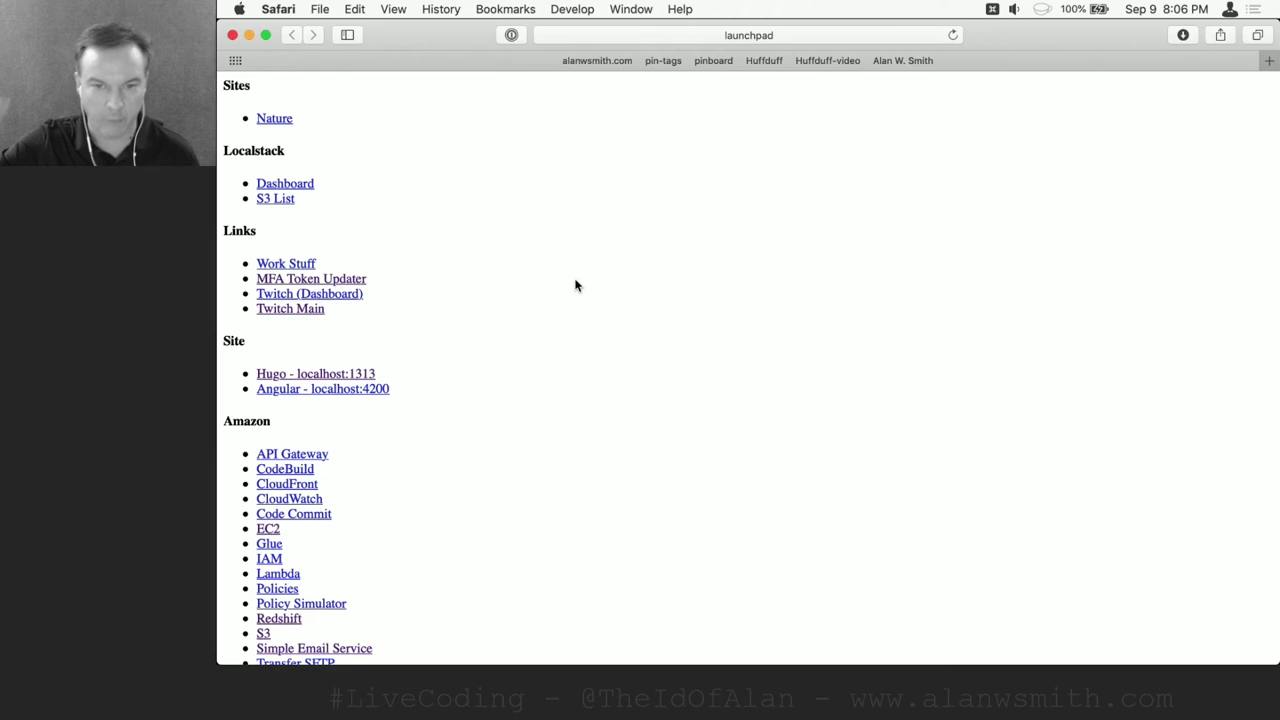 Safari File Edit View History Bookmarks Develop Window Help 100% Sep 9 8:06 PM
launchpad
alanwsmith.com pin-tags pinboard Huffduff Huffduff-video Alan W. Smith
Sites
Nature
Localstack
Dashboard
S3 List
Links
Work Stuff
MFA Token Updater
Twitch (Dashboard)
Twitch Main
Site
Hugo - localhost:1313
Angular - localhost:4200
Amazon
API Gateway
CodeBuild
CloudFront
CloudWatch
Code Commit
EC2
Glue
IAM
Lambda
Policies
Policy Simulator
Redshift
S3
Simple Email Service
Transfer SFTP
#LiveCoding - @TheIdOfAlan - www.alanwsmith.com